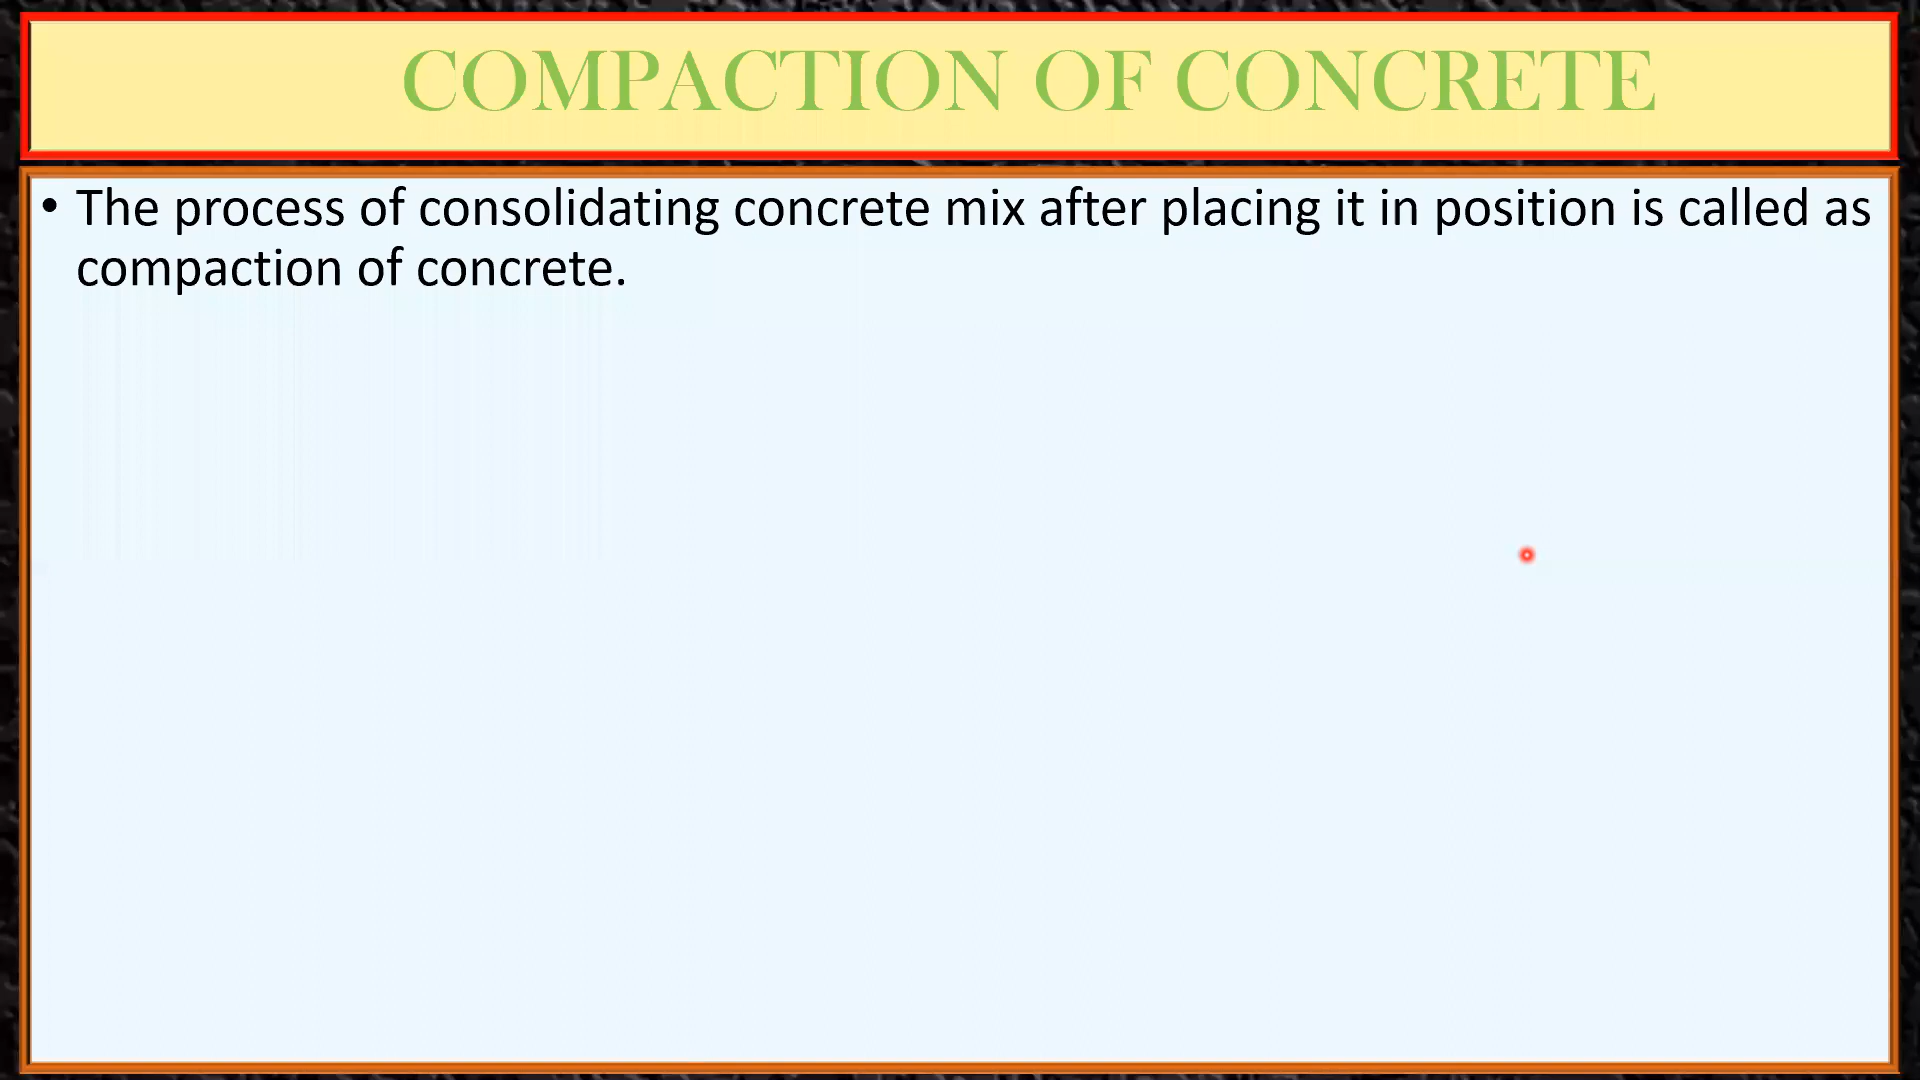 COMPACTION OF CONCRETE
• The process of consolidating concrete mix after placing it in position is called as
compaction of concrete.